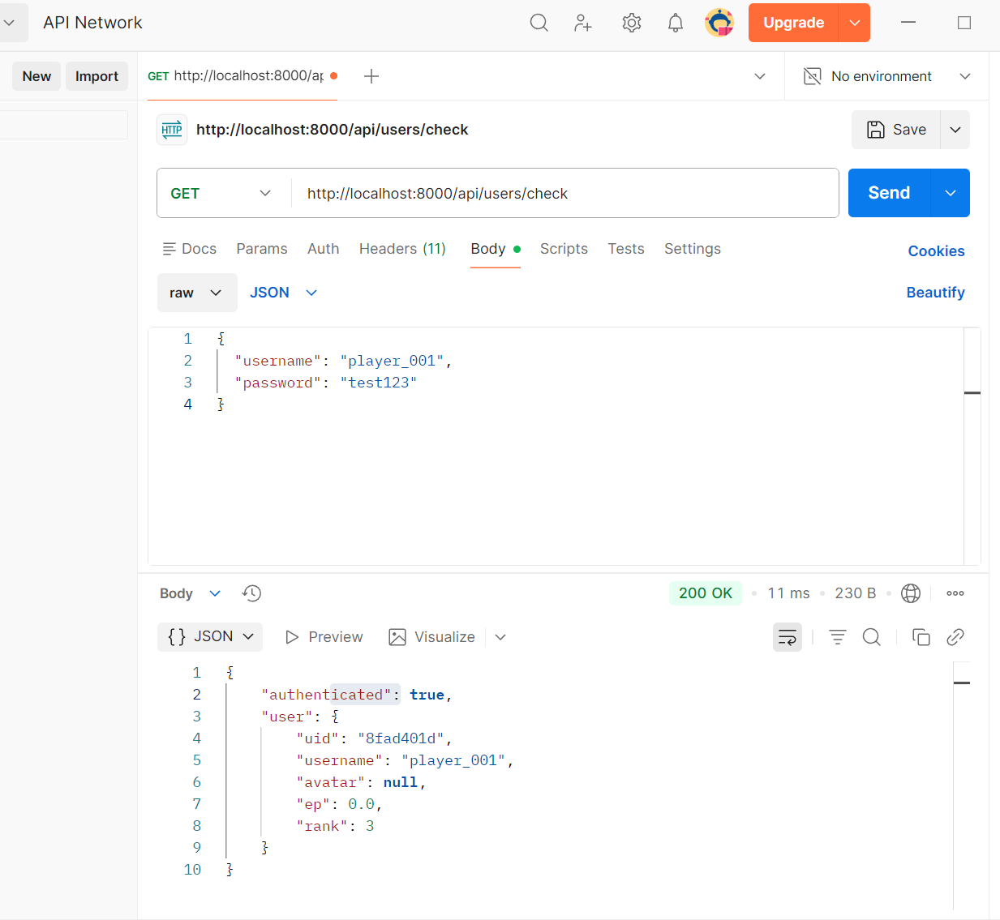 API Network
Upgrade
New
Import
GET http://localhost:8000/ap
No environment
HTTP
http://localhost:8000/api/users/check
Save
GET
http://localhost:8000/api/users/check
Send
Docs
Params
Auth
Headers (11)
Body
Scripts
Tests
Settings
Cookies
raw
JSON
Beautify
1 {
2 "username": "player_001",
3 "password": "test123"
4 }
Body
200 OK
11 ms
230 B
{} JSON
Preview
Visualize
1 {
2 "authenticated": true,
3 "user": {
4 "uid": "8fad401d",
5 "username": "player_001",
6 "avatar": null,
7 "ep": 0.0,
8 "rank": 3
9 }
10 }